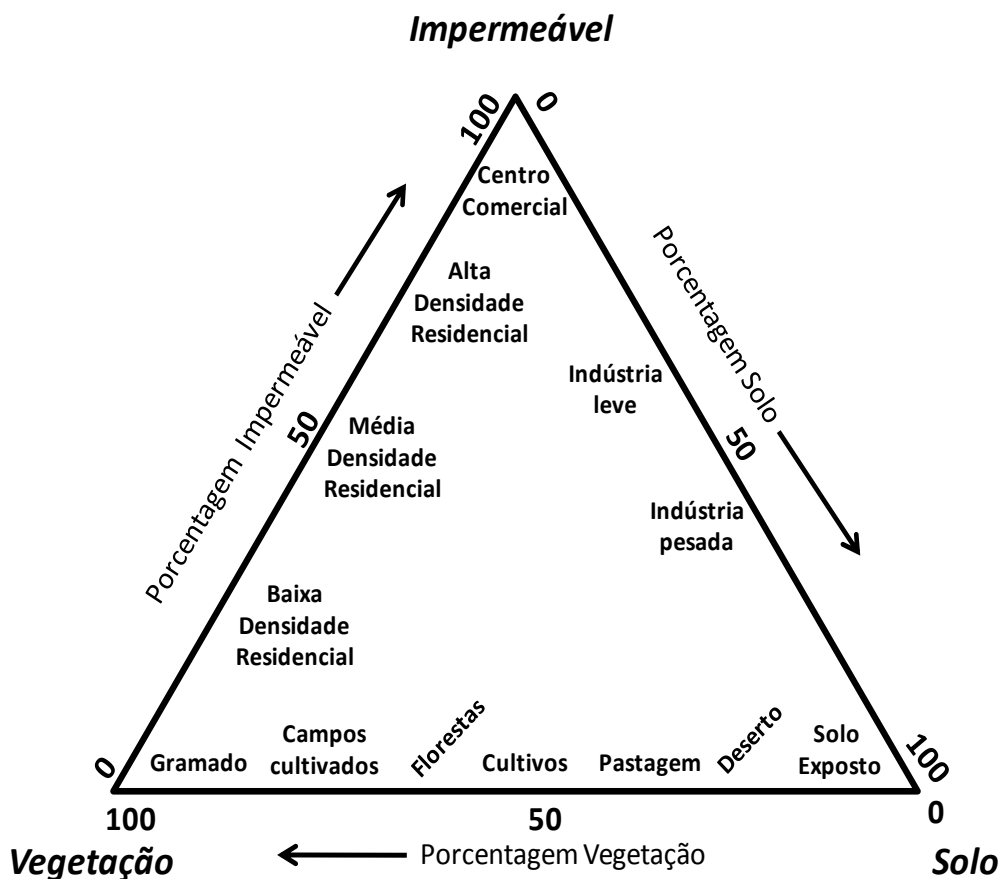 Impermeável
100
0
Centro
Comercial
Alta
Densidade
Residencial
Porcentagem Impermeável
Porcentagem Solo
Indústria
leve
50
50
Média
Densidade
Residencial
Indústria
pesada
Baixa
Densidade
Residencial
0
Gramado
Campos
cultivados
Florestas
Cultivos
Pastagem
Deserto
Solo
Exposto
100
100
50
0
Vegetação
Porcentagem Vegetação
Solo